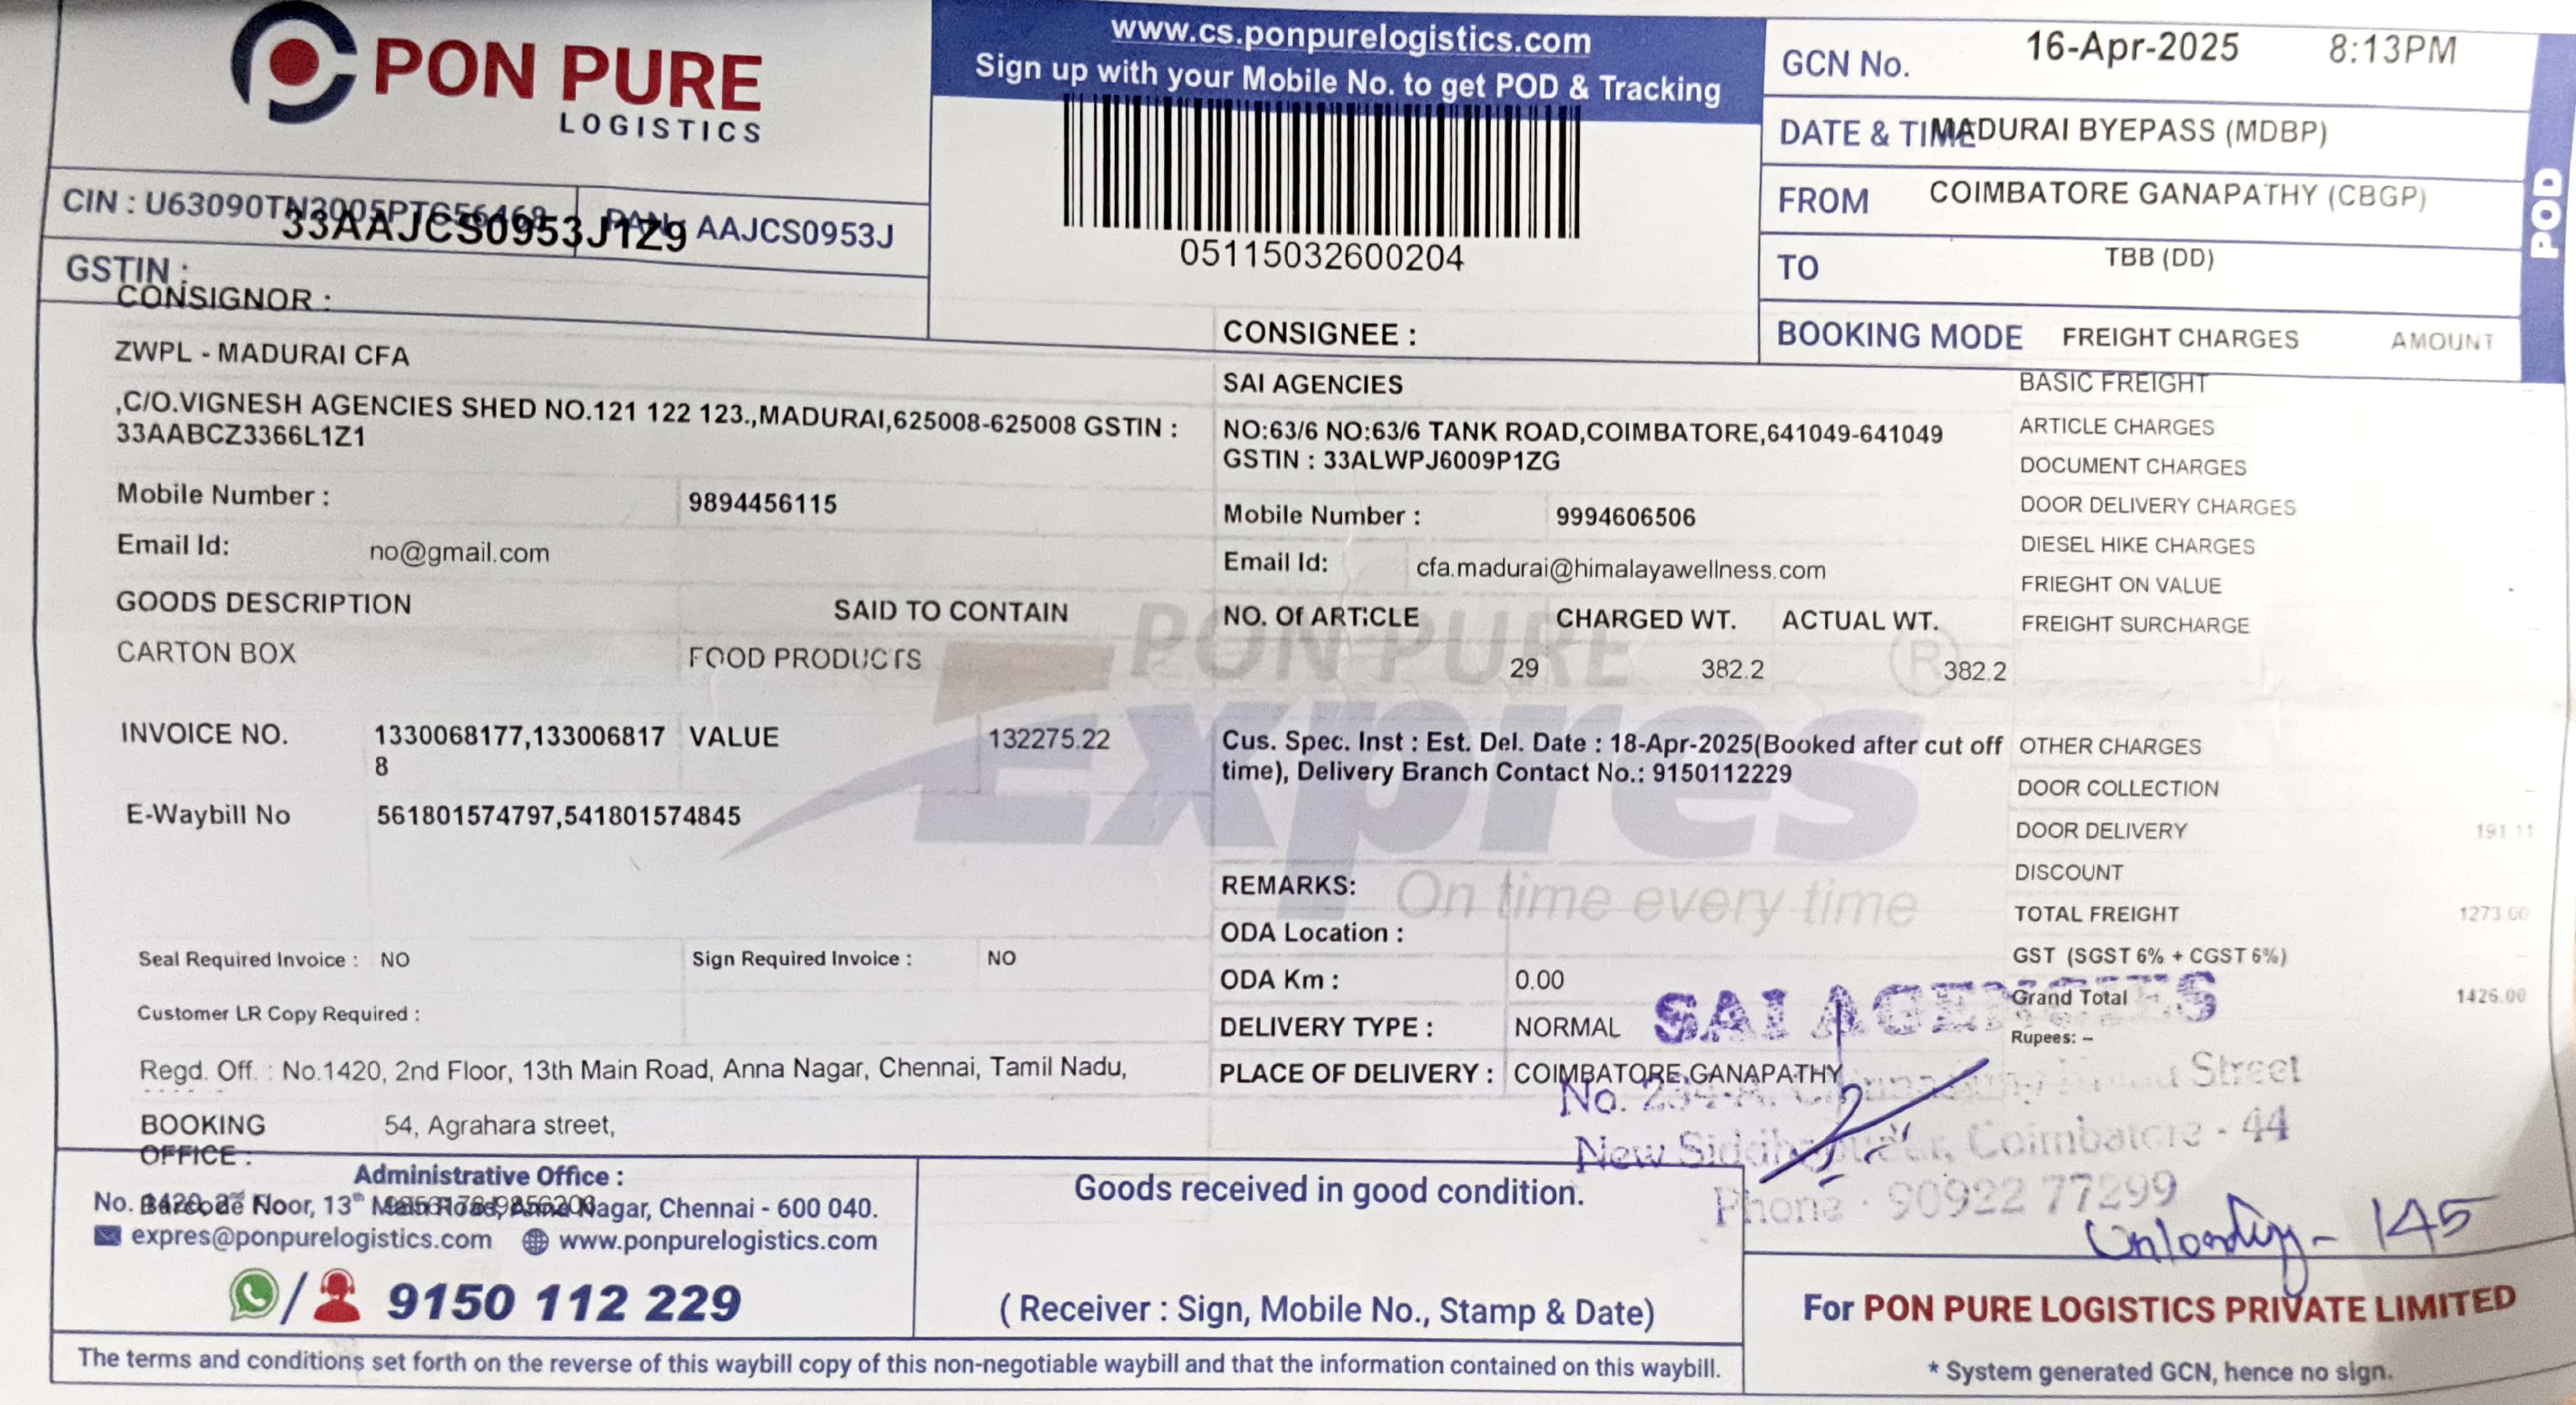 PON PURE
LOGISTICS
CIN : U63090TN2005PTC56468 PAN : AAJCS0953J
33AAJCS0953J1Z9
GSTIN :
www.cs.ponpurelogistics.com
Sign up with your Mobile No. to get POD & Tracking
05115032600204
GCN No. 16-Apr-2025 8:13PM
DATE & TIME MADURAI BYEPASS (MDBP)
FROM COIMBATORE GANAPATHY (CBGP)
TO TBB (DD)
BOOKING MODE FREIGHT CHARGES AMOUNT
POD
CONSIGNOR :
ZWPL - MADURAI CFA
,C/O.VIGNESH AGENCIES SHED NO.121 122 123.,MADURAI,625008-625008 GSTIN :
33AABCZ3366L1Z1
Mobile Number : 9894456115
Email Id: no@gmail.com
GOODS DESCRIPTION SAID TO CONTAIN
CARTON BOX FOOD PRODUCTS
INVOICE NO. 1330068177,133006817 VALUE 132275.22
8
E-Waybill No 561801574797,541801574845
Seal Required Invoice : NO Sign Required Invoice : NO
Customer LR Copy Required :
Regd. Off. : No.1420, 2nd Floor, 13th Main Road, Anna Nagar, Chennai, Tamil Nadu,
BOOKING 54, Agrahara street,
OFFICE :
CONSIGNEE :
SAI AGENCIES
NO:63/6 NO:63/6 TANK ROAD,COIMBATORE,641049-641049
GSTIN : 33ALWPJ6009P1ZG
Mobile Number : 9994606506
Email Id: cfa.madurai@himalayawellness.com
NO. Of ARTiCLE CHARGED WT. ACTUAL WT.
29 382.2 382.2
PON PURE
Expres ®
On time every time
Cus. Spec. Inst : Est. Del. Date : 18-Apr-2025(Booked after cut off
time), Delivery Branch Contact No.: 9150112229
REMARKS:
ODA Location :
ODA Km : 0.00
DELIVERY TYPE : NORMAL
PLACE OF DELIVERY : COIMBATORE GANAPATHY
BASIC FREIGHT
ARTICLE CHARGES
DOCUMENT CHARGES
DOOR DELIVERY CHARGES
DIESEL HIKE CHARGES
FRIEGHT ON VALUE
FREIGHT SURCHARGE
OTHER CHARGES
DOOR COLLECTION
DOOR DELIVERY 191.11
DISCOUNT
TOTAL FREIGHT 1273.00
GST (SGST 6% + CGST 6%)
Grand Total 1426.00
Rupees: –
SAI AGENCIES
No. Street
New Coimbatore - 44
Phone : 90922 77299
Unloading - 145
Administrative Office :
No. 1420, 2nd Floor, 13th Main Road, Anna Nagar, Chennai - 600 040.
Barcode No
expres@ponpurelogistics.com www.ponpurelogistics.com
/ 9150 112 229
Goods received in good condition.
( Receiver : Sign, Mobile No., Stamp & Date)
For PON PURE LOGISTICS PRIVATE LIMITED
* System generated GCN, hence no sign.
The terms and conditions set forth on the reverse of this waybill copy of this non-negotiable waybill and that the information contained on this waybill.